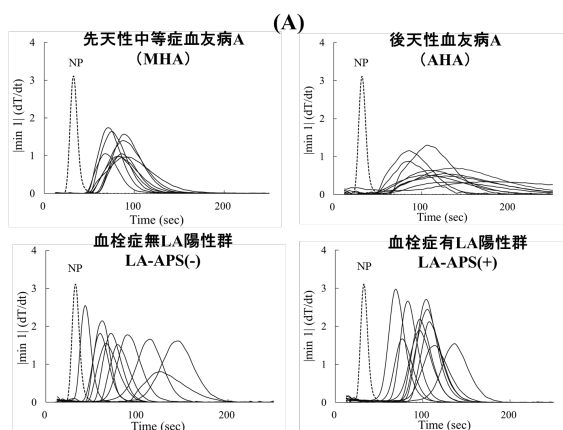 (A)
先天性中等症血友病A
（MHA）
後天性血友病A
（AHA）
4
3
2
1
0
|min 1| (dT/dt)
NP
0
100
200
Time (sec)
4
3
2
1
0
|min 1| (dT/dt)
NP
0
100
200
Time (sec)
血栓症無LA陽性群
LA-APS(-)
血栓症有LA陽性群
LA-APS(+)
4
3
2
1
0
|min 1| (dT/dt)
NP
0
100
200
Time (sec)
4
3
2
1
0
|min 1| (dT/dt)
NP
0
100
200
Time (sec)